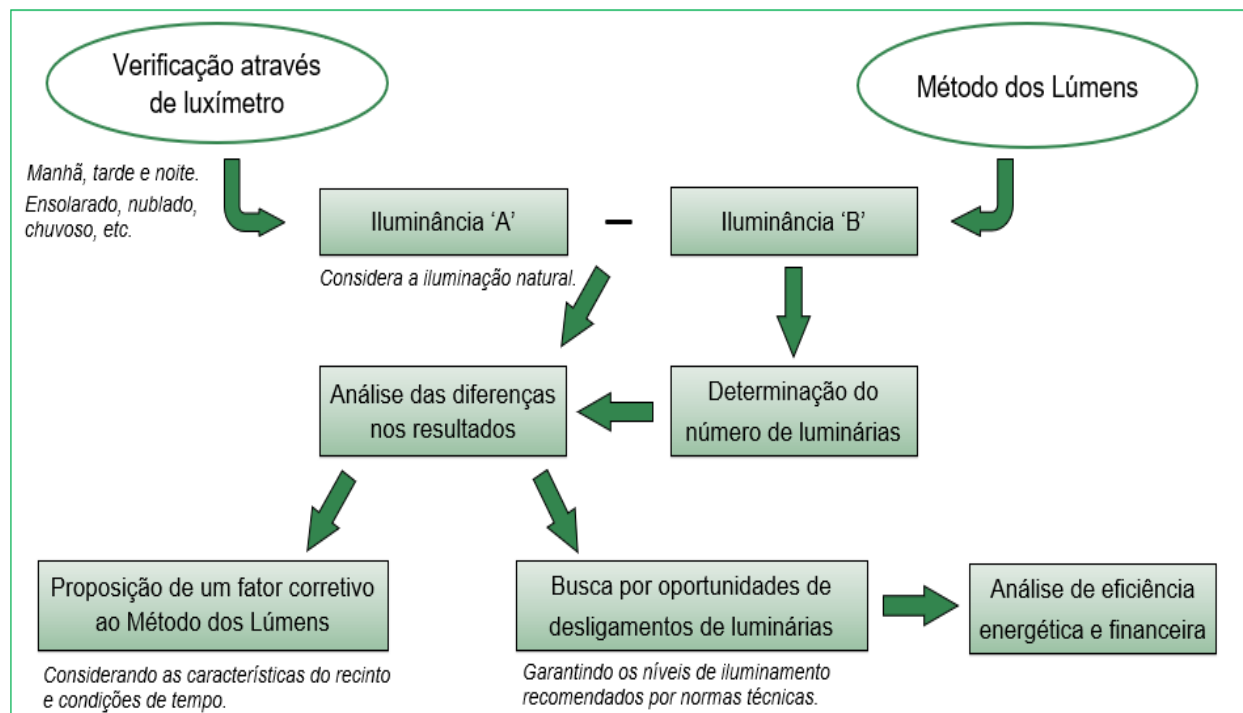 Verificação através
de luxímetro
Método dos Lúmens
Manhã, tarde e noite.
Ensolarado, nublado,
chuvoso, etc.
Iluminância ‘A’
–
Iluminância ‘B’
Considera a iluminação natural.
Análise das diferenças
nos resultados
Determinação do
número de luminárias
Proposição de um fator corretivo
ao Método dos Lúmens
Considerando as características do recinto
e condições de tempo.
Busca por oportunidades de
desligamentos de luminárias
Garantindo os níveis de iluminamento
recomendados por normas técnicas.
Análise de eficiência
energética e financeira